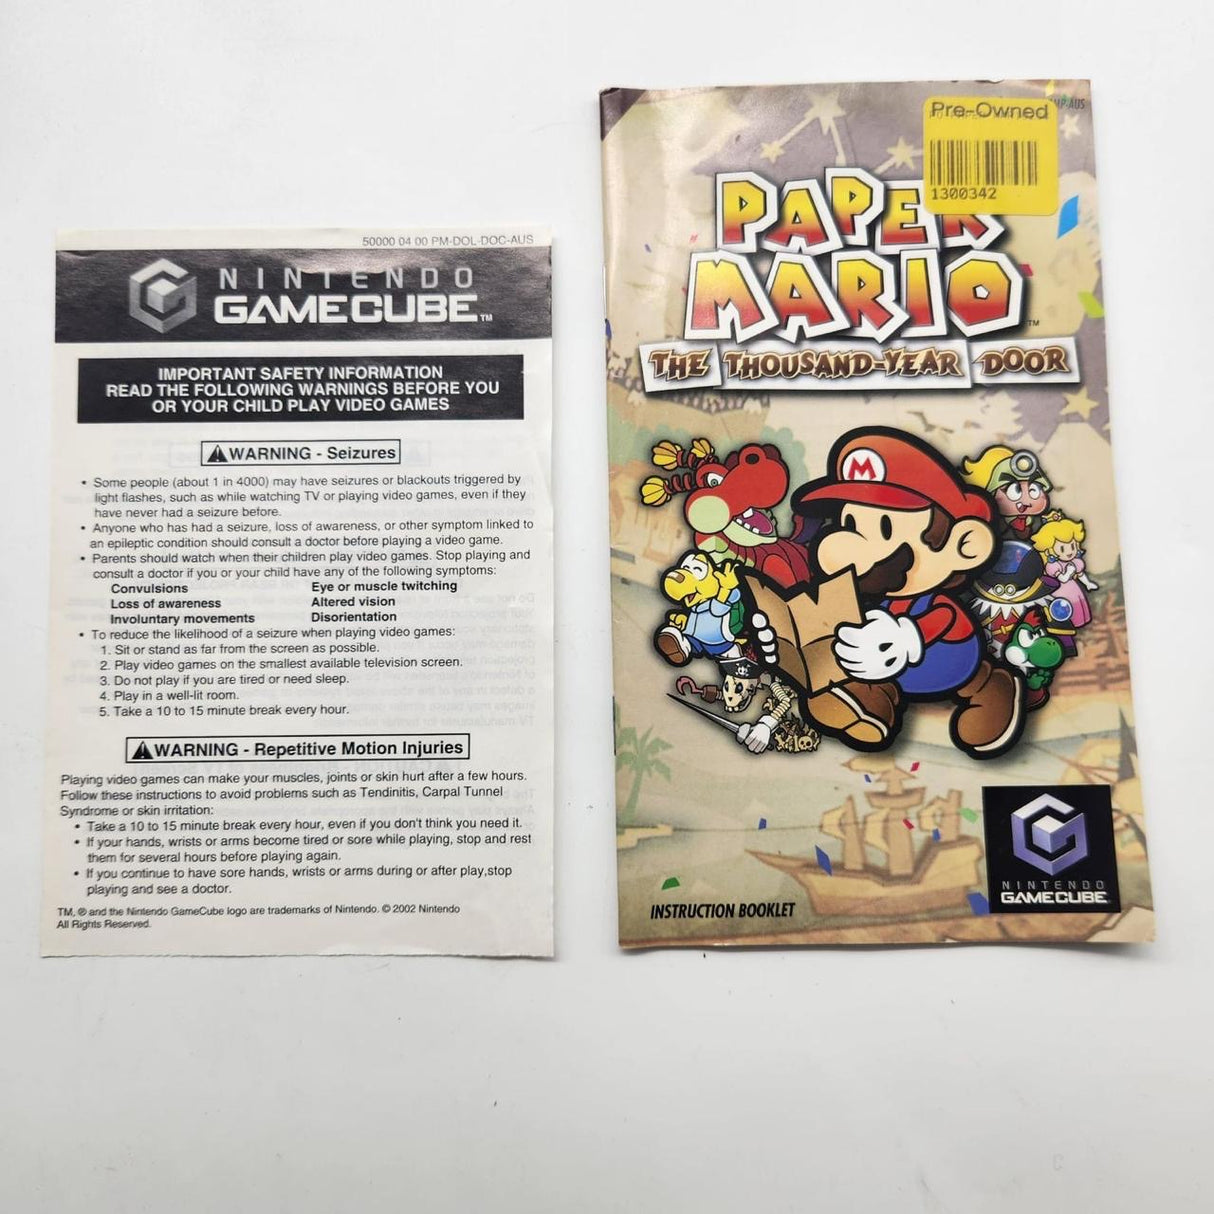 50000 04 00 PM-DOL-DOC-AUS
NINTENDO
GAMECUBE™
IMPORTANT SAFETY INFORMATION
READ THE FOLLOWING WARNINGS BEFORE YOU
OR YOUR CHILD PLAY VIDEO GAMES
WARNING - Seizures
• Some people (about 1 in 4000) may have seizures or blackouts triggered by
light flashes, such as while watching TV or playing video games, even if they
have never had a seizure before.
• Anyone who has had a seizure, loss of awareness, or other symptom linked to
an epileptic condition should consult a doctor before playing a video game.
• Parents should watch when their children play video games. Stop playing and
consult a doctor if you or your child have any of the following symptoms:
Convulsions Eye or muscle twitching
Loss of awareness Altered vision
Involuntary movements Disorientation
• To reduce the likelihood of a seizure when playing video games:
1. Sit or stand as far from the screen as possible.
2. Play video games on the smallest available television screen.
3. Do not play if you are tired or need sleep.
4. Play in a well-lit room.
5. Take a 10 to 15 minute break every hour.
WARNING - Repetitive Motion Injuries
Playing video games can make your muscles, joints or skin hurt after a few hours.
Follow these instructions to avoid problems such as Tendinitis, Carpal Tunnel
Syndrome or skin irritation:
• Take a 10 to 15 minute break every hour, even if you don't think you need it.
• If your hands, wrists or arms become tired or sore while playing, stop and rest
them for several hours before playing again.
• If you continue to have sore hands, wrists or arms during or after play,stop
playing and see a doctor.
TM, ® and the Nintendo GameCube logo are trademarks of Nintendo. © 2002 Nintendo
All Rights Reserved.
Pre-Owned
1300342
PAPER
MARIO™
THE THOUSAND-YEAR DOOR
M
INSTRUCTION BOOKLET
NINTENDO
GAMECUBE